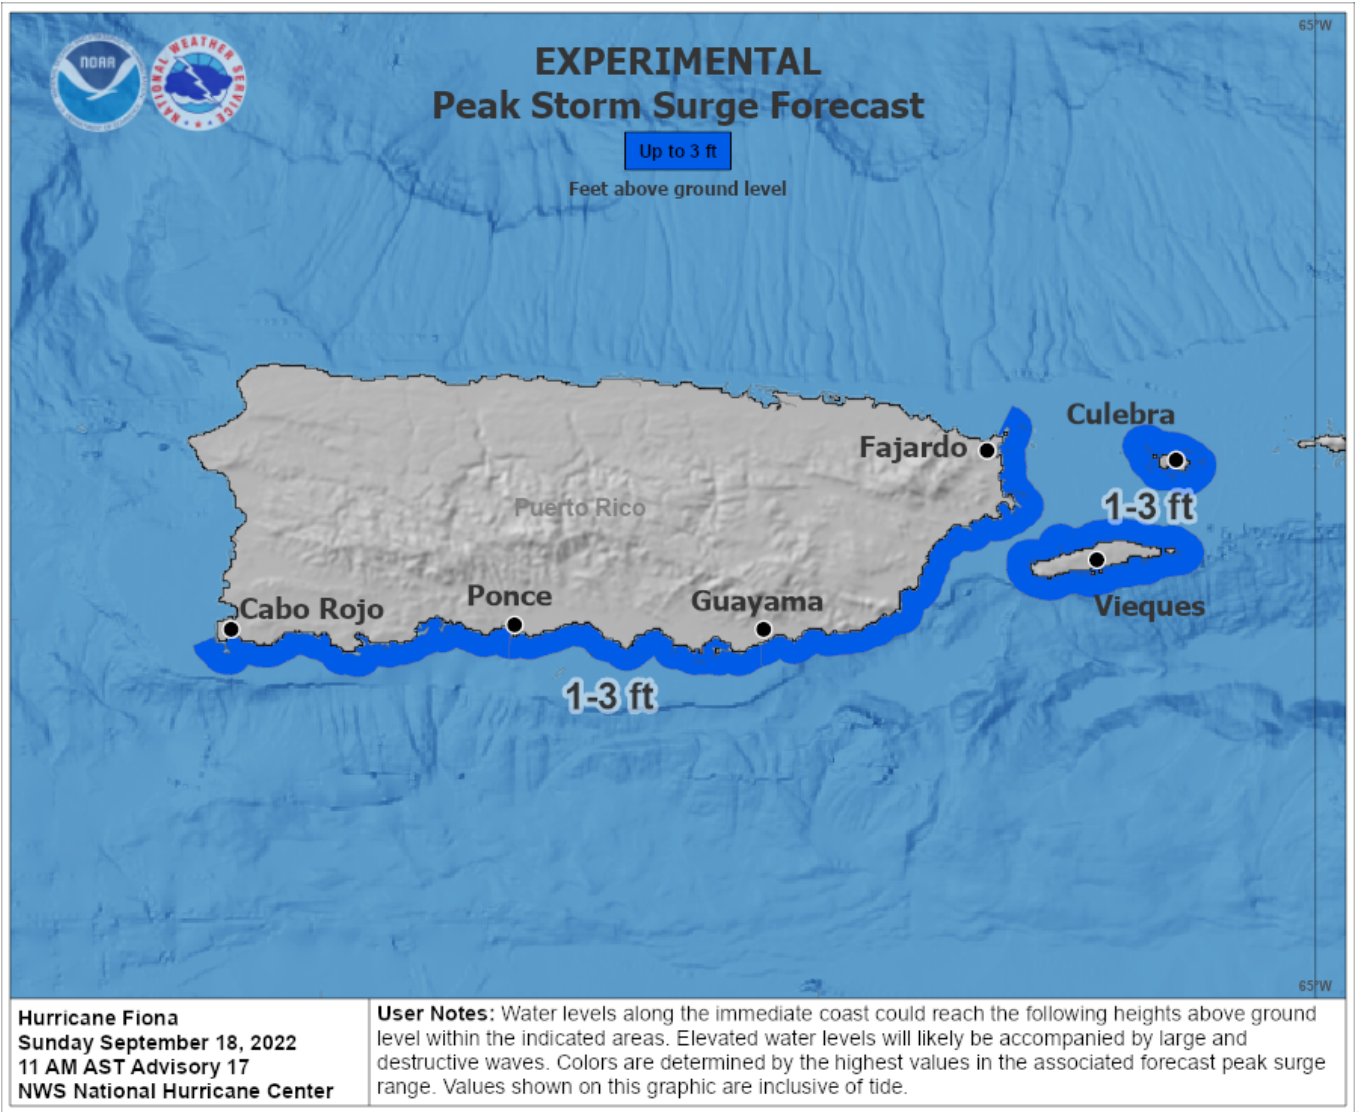 65°W
NOAA
NATIONAL WEATHER SERVICE
EXPERIMENTAL
Peak Storm Surge Forecast
Up to 3 ft
Feet above ground level
Culebra
Fajardo
1-3 ft
Puerto Rico
Vieques
Cabo Rojo
Ponce
Guayama
1-3 ft
65°W
Hurricane Fiona
Sunday September 18, 2022
11 AM AST Advisory 17
NWS National Hurricane Center
User Notes: Water levels along the immediate coast could reach the following heights above ground
level within the indicated areas. Elevated water levels will likely be accompanied by large and
destructive waves. Colors are determined by the highest values in the associated forecast peak surge
range. Values shown on this graphic are inclusive of tide.